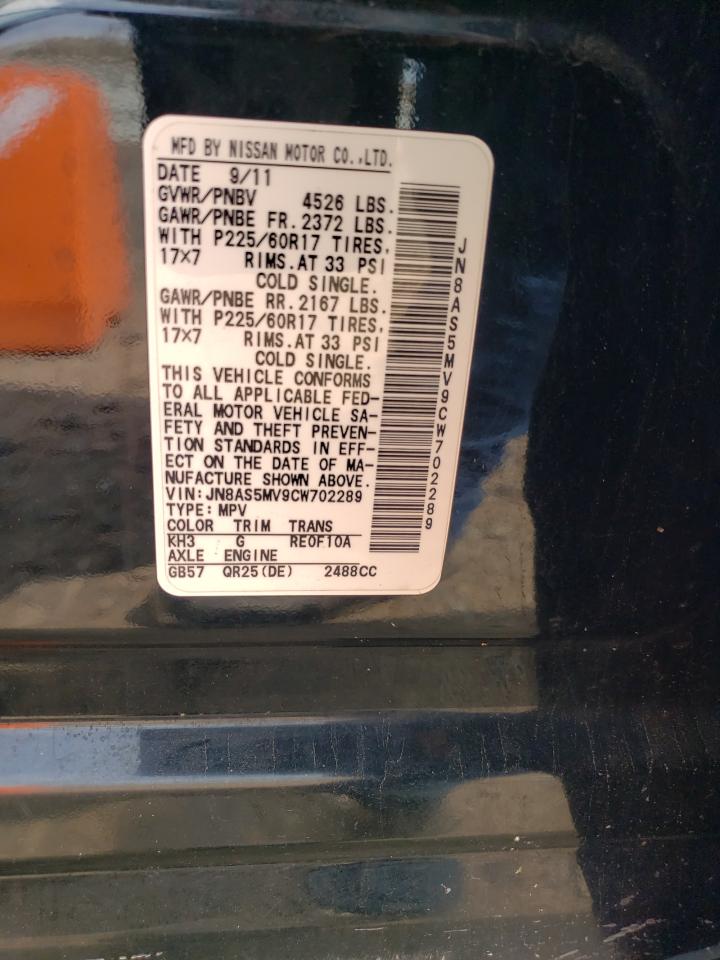 MFD BY NISSAN MOTOR CO.,LTD.
DATE 9/11
GVWR/PNBV 4526 LBS.
GAWR/PNBE FR. 2372 LBS.
WITH P225/60R17 TIRES,
17×7 RIMS.AT 33 PSI
COLD SINGLE.
GAWR/PNBE RR. 2167 LBS.
WITH P225/60R17 TIRES,
17×7 RIMS.AT 33 PSI
COLD SINGLE.
THIS VEHICLE CONFORMS
TO ALL APPLICABLE FED-
ERAL MOTOR VEHICLE SA-
FETY AND THEFT PREVEN-
TION STANDARDS IN EFF-
ECT ON THE DATE OF MA-
NUFACTURE SHOWN ABOVE.
VIN:JN8AS5MV9CW702289
TYPE:MPV
COLOR TRIM TRANS
KH3 G RE0F10A
AXLE ENGINE
GB57 QR25(DE) 2488CC
JN8AS5MV9CW702289